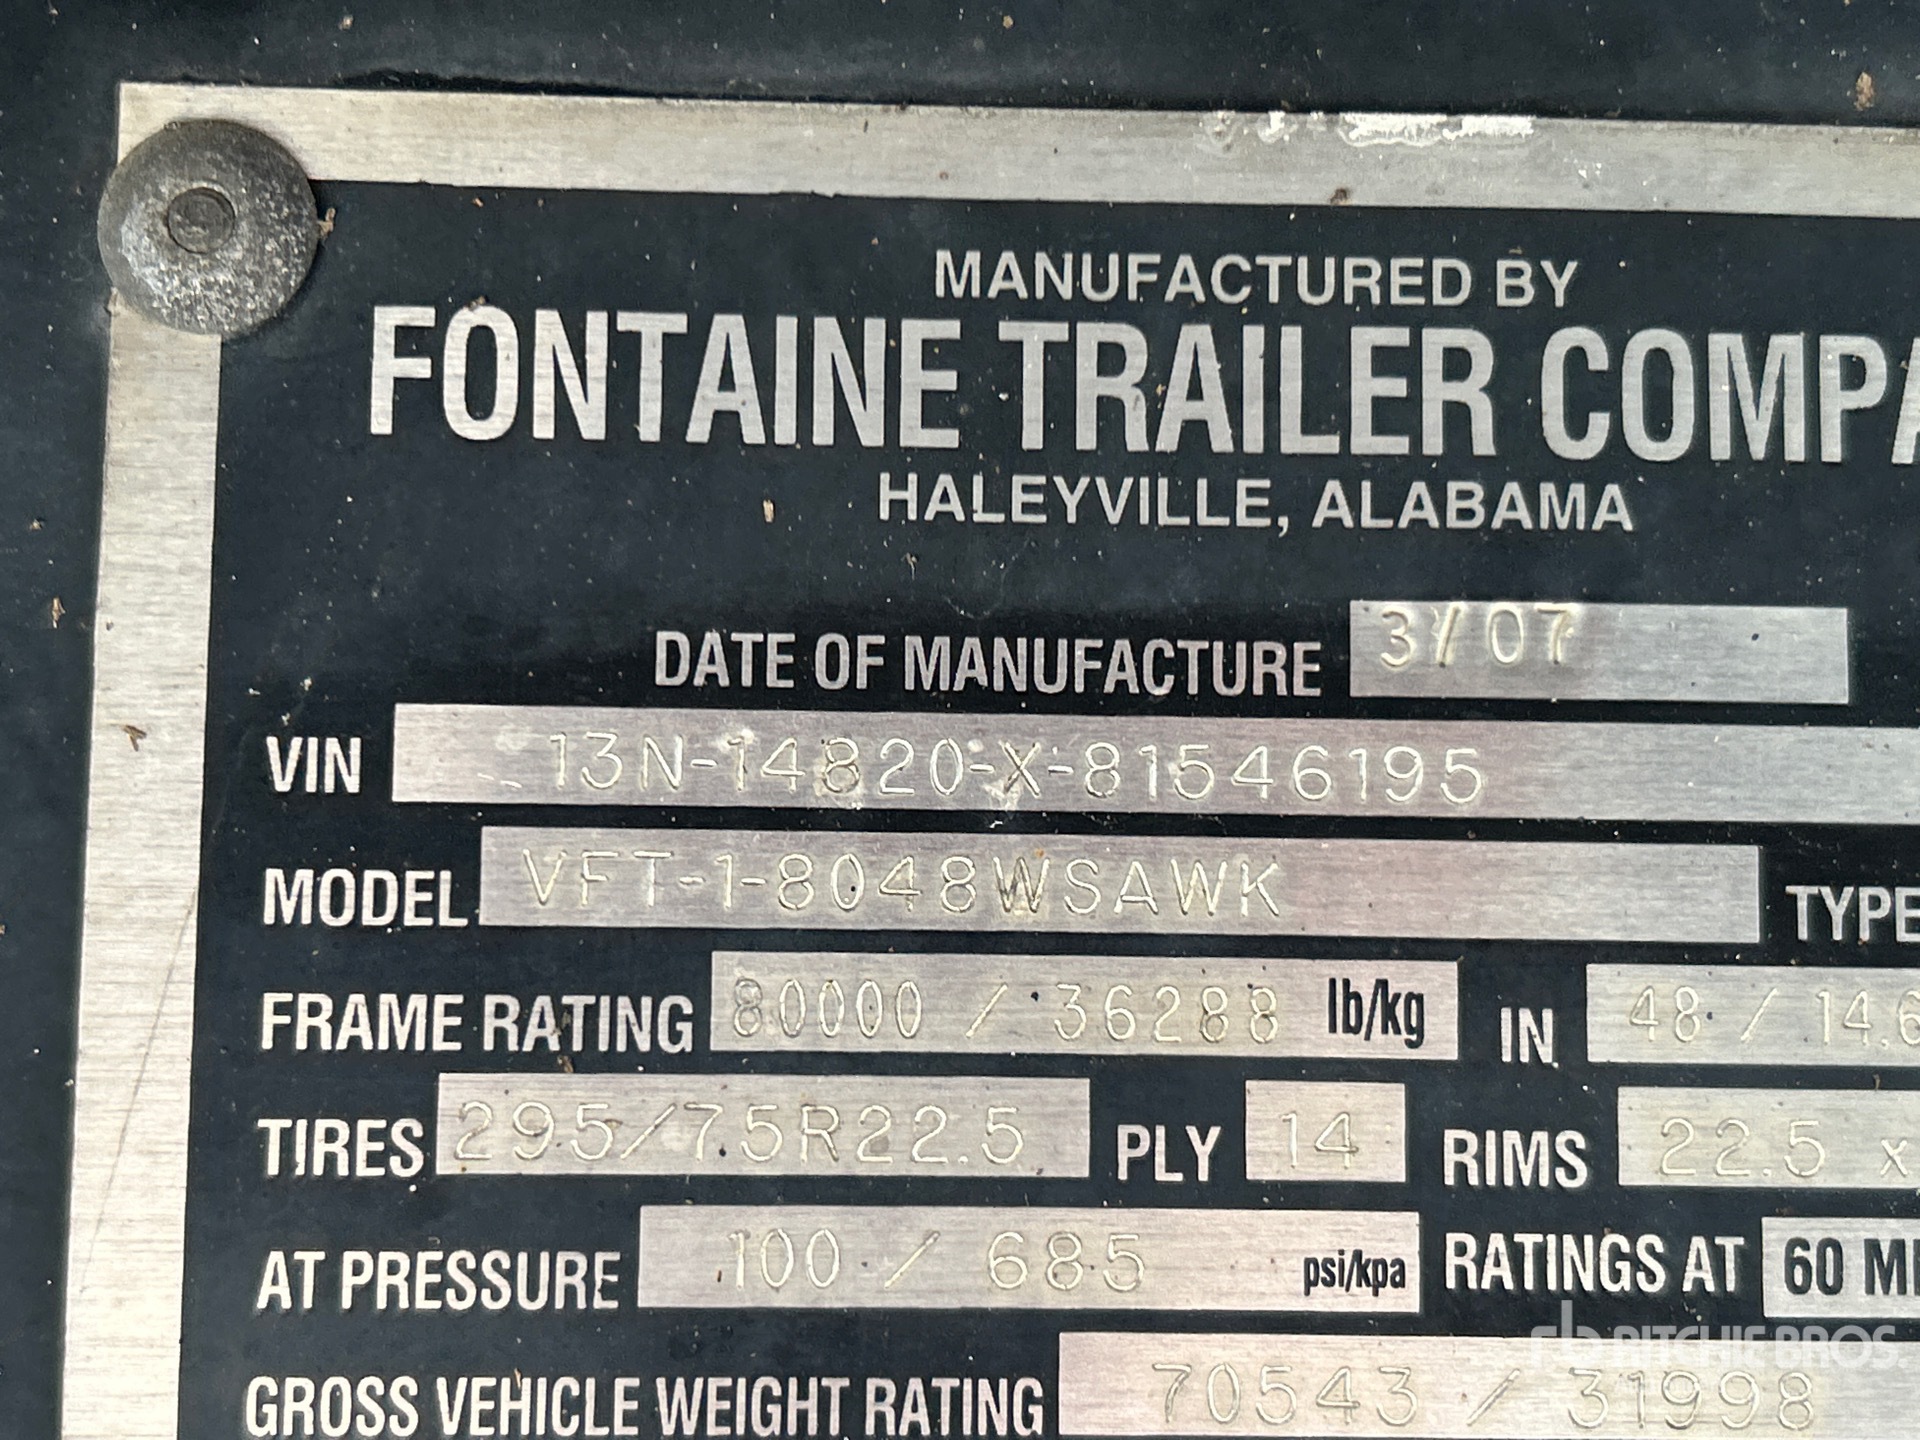 MANUFACTURED BY
FONTAINE TRAILER COMPA
HALEYVILLE, ALABAMA
DATE OF MANUFACTURE 3/07
VIN 13N-14820-X-81546195
MODEL VFT-1-8048WSAWK TYPE
FRAME RATING 80000 / 36288 lb/kg IN 48 / 14.6
TIRES 295/75R22.5 PLY 14 RIMS 22.5 x
AT PRESSURE 100 / 685 psi/kpa RATINGS AT 60 M
GROSS VEHICLE WEIGHT RATING 70543 / 31998
rb RITCHIE BROS.